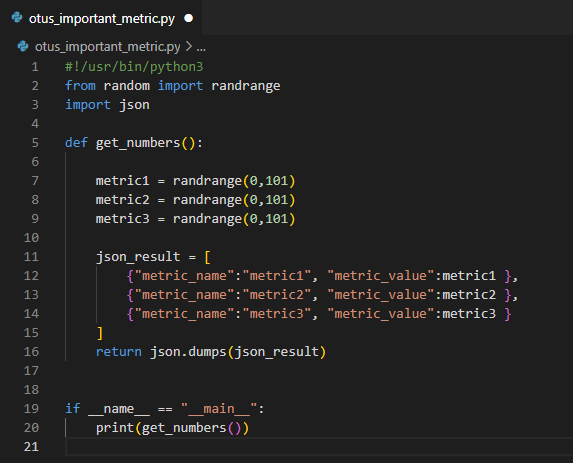 otus_important_metric.py
otus_important_metric.py > ...
1 #!/usr/bin/python3
2 from random import randrange
3 import json
4
5 def get_numbers():
6
7     metric1 = randrange(0,101)
8     metric2 = randrange(0,101)
9     metric3 = randrange(0,101)
10
11     json_result = [
12         {"metric_name":"metric1", "metric_value":metric1 },
13         {"metric_name":"metric2", "metric_value":metric2 },
14         {"metric_name":"metric3", "metric_value":metric3 }
15     ]
16     return json.dumps(json_result)
17
18
19 if __name__ == "__main__":
20     print(get_numbers())
21